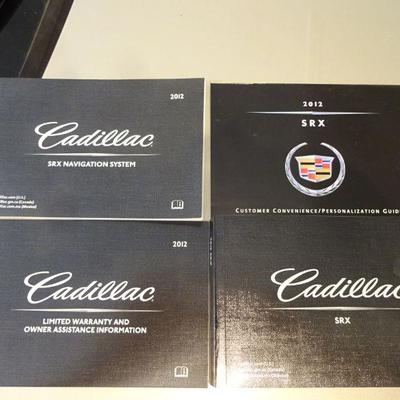 2012
Cadillac
SRX NAVIGATION SYSTEM
2012
SRX
CUSTOMER CONVENIENCE/PERSONALIZATION GUIDE
2012
Cadillac
LIMITED WARRANTY AND
OWNER ASSISTANCE INFORMATION
Cadillac
SRX